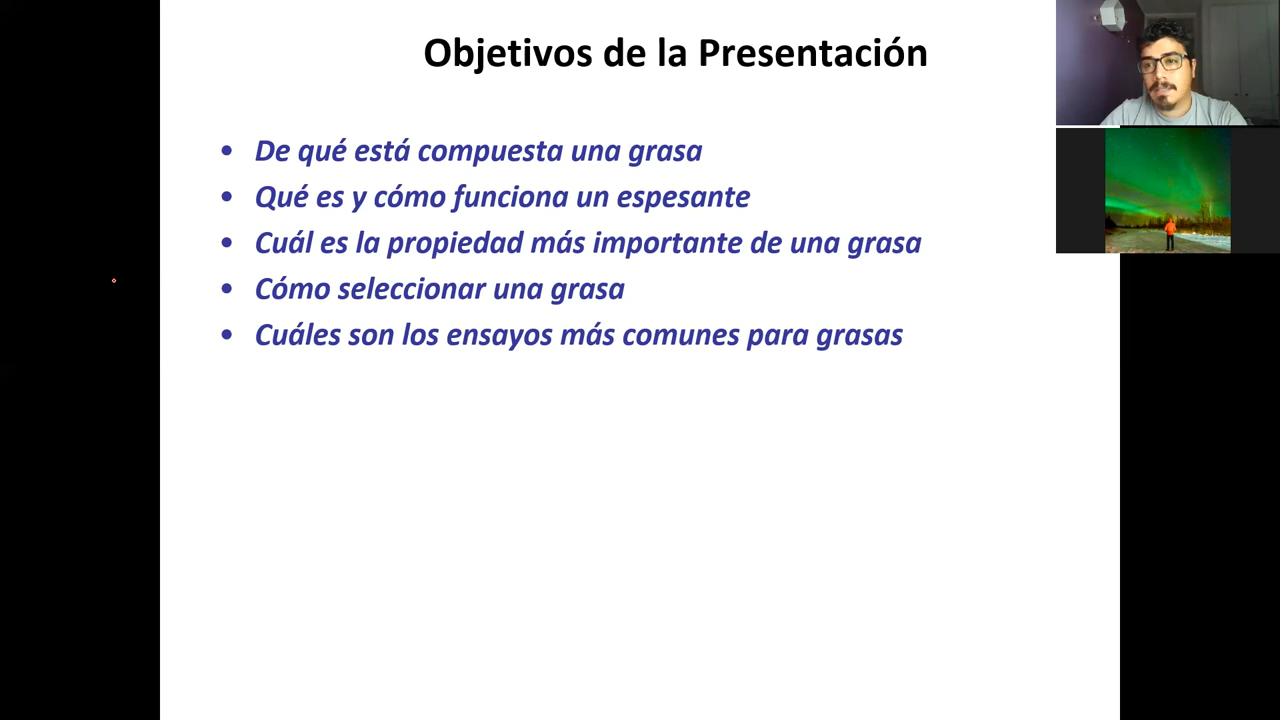 Objetivos de la Presentación
• De qué está compuesta una grasa
• Qué es y cómo funciona un espesante
• Cuál es la propiedad más importante de una grasa
• Cómo seleccionar una grasa
• Cuáles son los ensayos más comunes para grasas